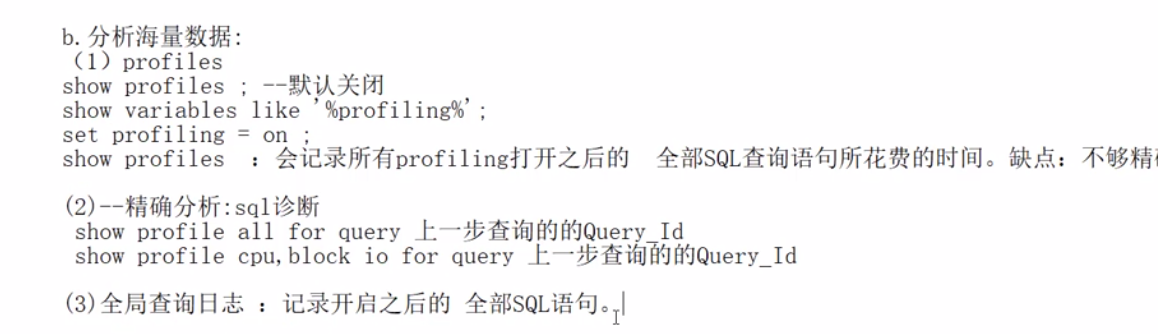 b.分析海量数据:
（1）profiles
show profiles ; --默认关闭
show variables like '%profiling%';
set profiling = on ;
show profiles ：会记录所有profiling打开之后的 全部SQL查询语句所花费的时间。缺点：不够精
(2)--精确分析:sql诊断
show profile all for query 上一步查询的的Query_Id
show profile cpu,block io for query 上一步查询的的Query_Id
(3)全局查询日志 ：记录开启之后的 全部SQL语句。